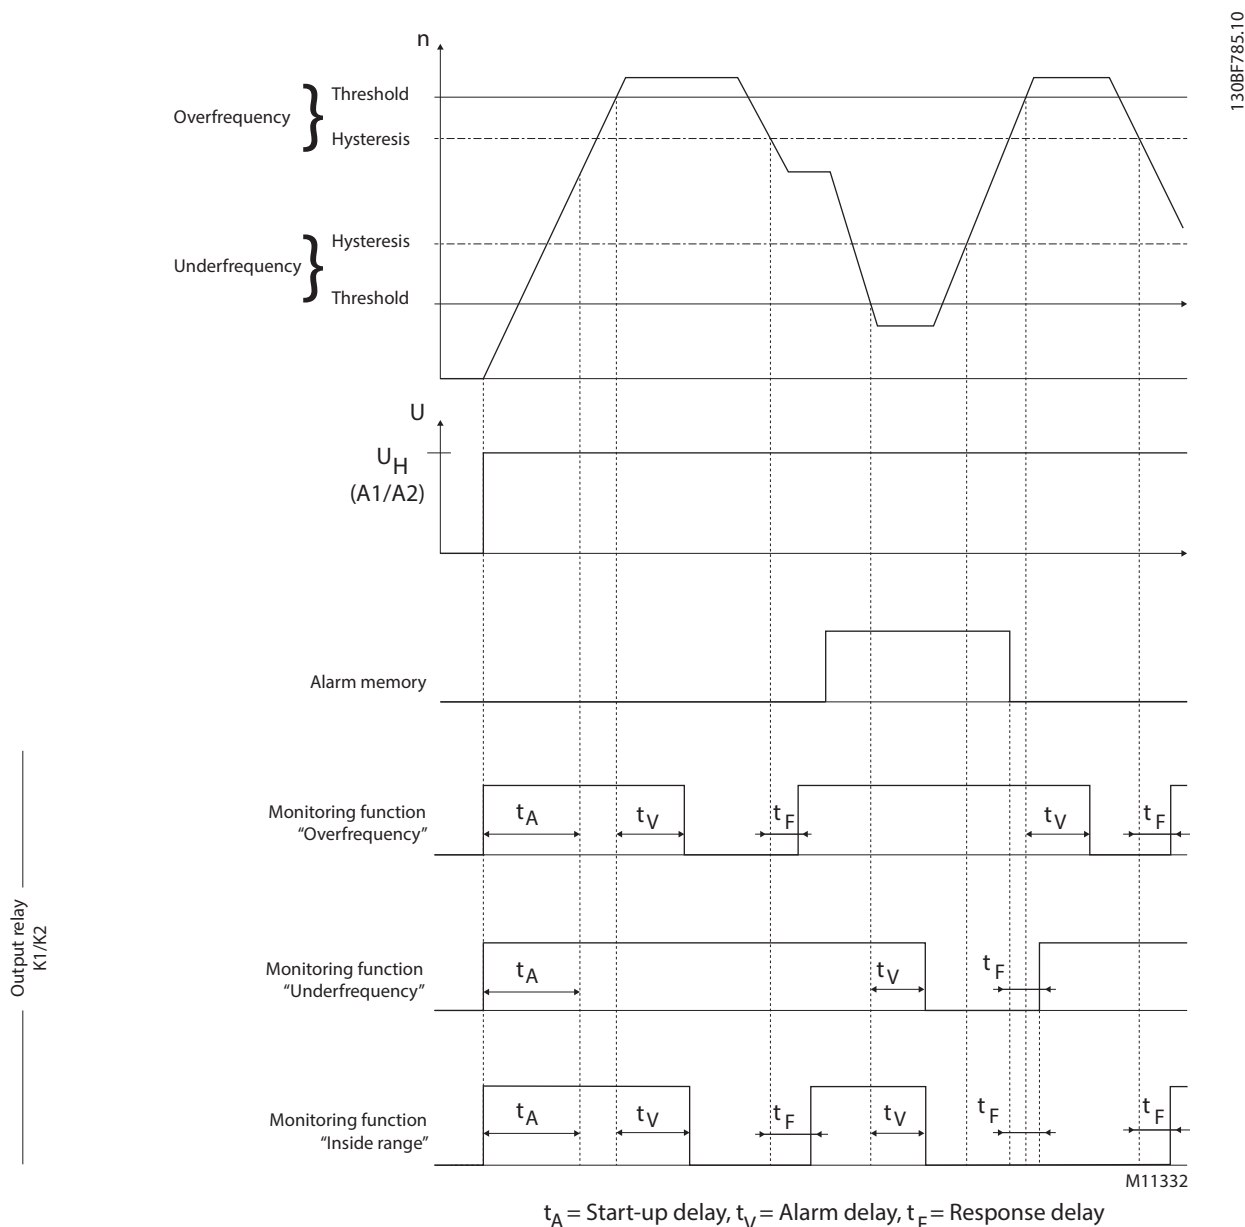 130BF785.10
n
Overfrequency
Threshold
Hysteresis
Underfrequency
Hysteresis
Threshold
U
U_H
(A1/A2)
Alarm memory
Output relay
K1/K2
Monitoring function
“Overfrequency”
t_A
t_V
t_F
t_V
t_F
Monitoring function
“Underfrequency”
t_A
t_V
t_F
Monitoring function
“Inside range”
t_A
t_V
t_F
t_V
t_F
t_F
M11332
t_A = Start-up delay, t_V = Alarm delay, t_F = Response delay